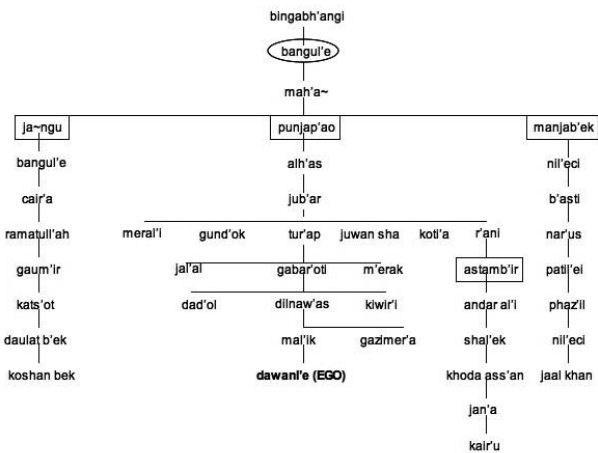 bingabh'angi
bangul'e
mah'a~
ja~ngu punjap'ao manjab'ek
bangul'e alh'as nil'eci
cair'a jub'ar b'asti
ramatull'ah meral'i gund'ok tur'ap juwan sha koti'a r'ani nar'us
gaum'ir jal'al gabar'oti m'erak astamb'ir patil'ei
kats'ot dad'ol dilnaw'as kiwir'i andar al'i phaz'il
daulat b'ek mal'ik gazimer'a shal'ek nil'eci
koshan bek dawanl'e (EGO) khoda ass'an jaal khan
jan'a
kair'u